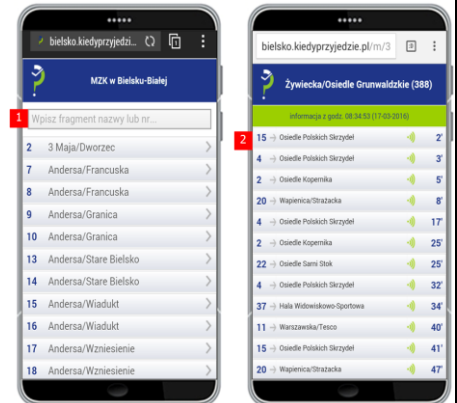 bielsko.kiedyprzyjedzi...
1
MZK w Bielsku-Białej
1
Wpisz fragment nazwy lub nr...
2 3 Maja/Dworzec
7 Andersa/Francuska
8 Andersa/Francuska
9 Andersa/Granica
10 Andersa/Granica
13 Andersa/Stare Bielsko
14 Andersa/Stare Bielsko
15 Andersa/Wiadukt
16 Andersa/Wiadukt
17 Andersa/Wzniesienie
18 Andersa/Wzniesienie
bielsko.kiedyprzyjedzie.pl/m/3
Żywiecka/Osiedle Grunwaldzkie (388)
informacja z godz. 08:34:53 (17-03-2016)
2
15 → Osiedle Polskich Skrzydeł 2'
4 → Osiedle Polskich Skrzydeł 3'
2 → Osiedle Kopernika 5'
20 → Wapienica/Strażacka 8'
4 → Osiedle Polskich Skrzydeł 17'
2 → Osiedle Kopernika 25'
22 → Osiedle Sarni Stok 25'
4 → Osiedle Polskich Skrzydeł 32'
37 → Hala Widowiskowo-Sportowa 34'
11 → Warszawska/Tesco 40'
15 → Osiedle Polskich Skrzydeł 41'
20 → Wapienica/Strażacka 47'